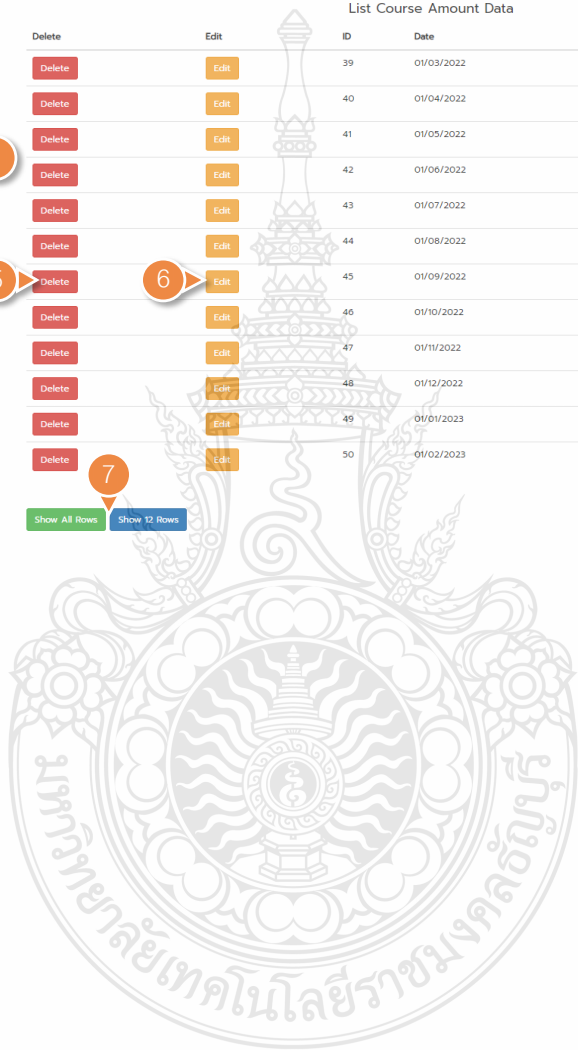 List Course Amount Data
Delete Edit ID Date
Delete Edit 39 01/03/2022
Delete Edit 40 01/04/2022
Delete Edit 41 01/05/2022
Delete Edit 42 01/06/2022
Delete Edit 43 01/07/2022
Delete Edit 44 01/08/2022
5 Delete 6 Edit 45 01/09/2022
Delete Edit 46 01/10/2022
Delete Edit 47 01/11/2022
Delete Edit 48 01/12/2022
Delete Edit 49 01/01/2023
Delete Edit 50 01/02/2023
7
Show All Rows Show 12 Rows
มหาวิทยาลัยเทคโนโลยีราชมงคลธัญบุรี